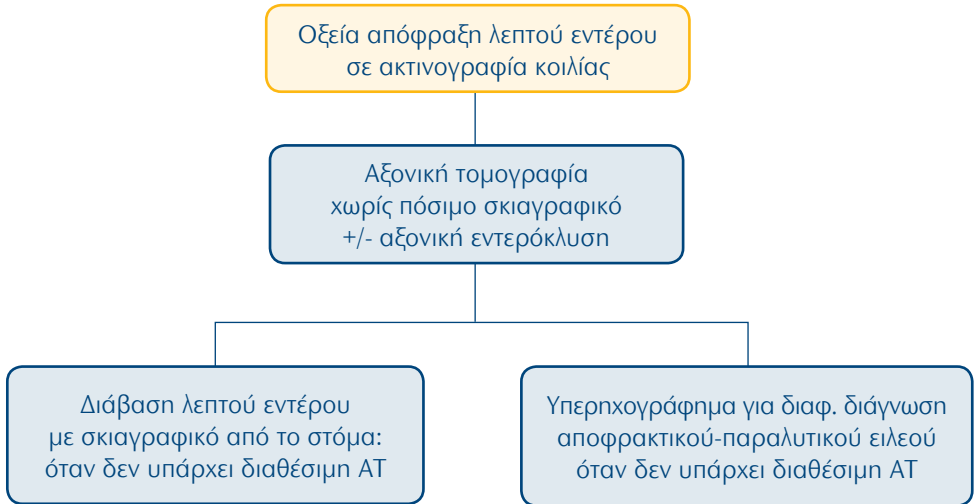 Οξεία απόφραξη λεπτού εντέρου
σε ακτινογραφία κοιλίας
Αξονική τομογραφία
χωρίς πόσιμο σκιαγραφικό
+/- αξονική εντερόκλυση
Διάβαση λεπτού εντέρου
με σκιαγραφικό από το στόμα:
όταν δεν υπάρχει διαθέσιμη ΑΤ
Υπερηχογράφημα για διαφ. διάγνωση
αποφρακτικού-παραλυτικού ειλεού
όταν δεν υπάρχει διαθέσιμη ΑΤ